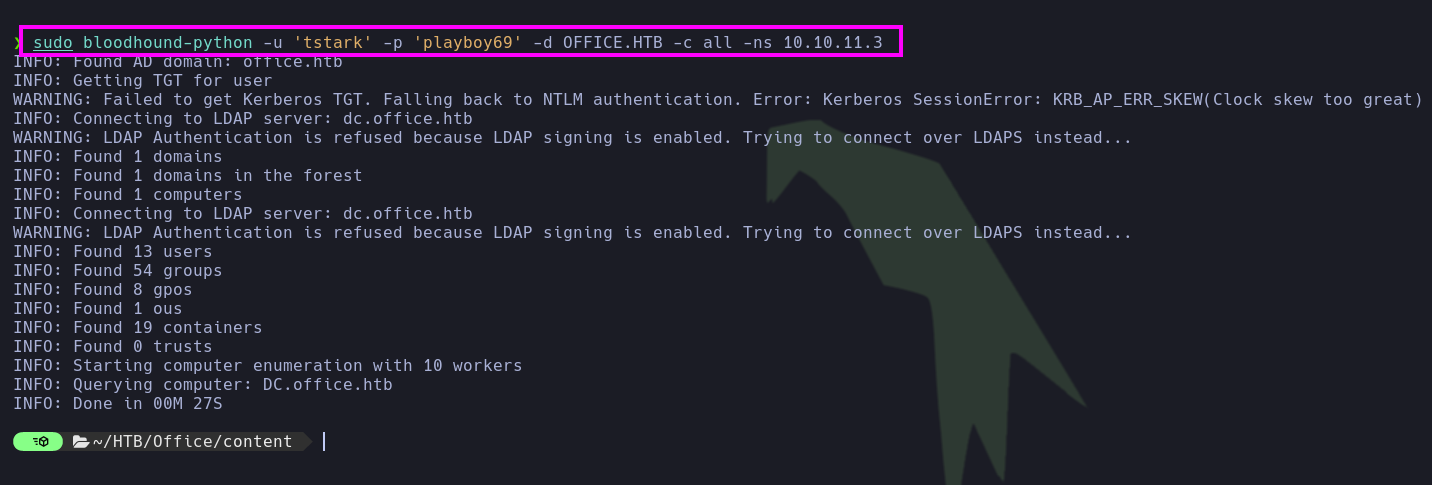 ❯ sudo bloodhound-python -u 'tstark' -p 'playboy69' -d OFFICE.HTB -c all -ns 10.10.11.3
INFO: Found AD domain: office.htb
INFO: Getting TGT for user
WARNING: Failed to get Kerberos TGT. Falling back to NTLM authentication. Error: Kerberos SessionError: KRB_AP_ERR_SKEW(Clock skew too great)
INFO: Connecting to LDAP server: dc.office.htb
WARNING: LDAP Authentication is refused because LDAP signing is enabled. Trying to connect over LDAPS instead...
INFO: Found 1 domains
INFO: Found 1 domains in the forest
INFO: Found 1 computers
INFO: Connecting to LDAP server: dc.office.htb
WARNING: LDAP Authentication is refused because LDAP signing is enabled. Trying to connect over LDAPS instead...
INFO: Found 13 users
INFO: Found 54 groups
INFO: Found 8 gpos
INFO: Found 1 ous
INFO: Found 19 containers
INFO: Found 0 trusts
INFO: Starting computer enumeration with 10 workers
INFO: Querying computer: DC.office.htb
INFO: Done in 00M 27S
~/HTB/Office/content